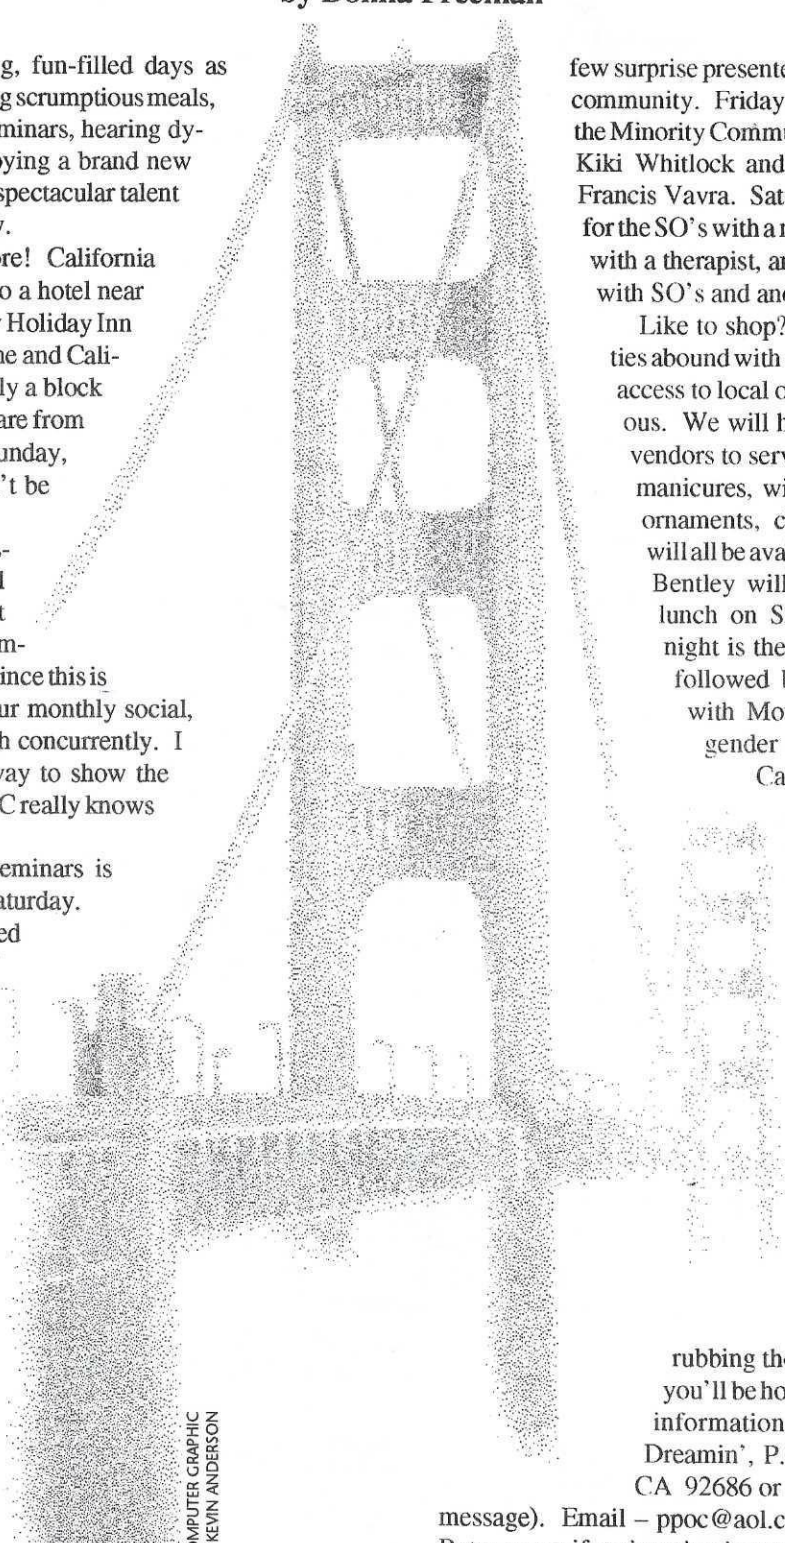 by Donna Freeman
g, fun-filled days as
g scrumptious meals,
minars, hearing dy-
ying a brand new
spectacular talent
y.
re! California
o a hotel near
Holiday Inn
ne and Cali-
ly a block
are from
unday,
't be
ince this is
ur monthly social,
h concurrently. I
way to show the
C really knows
eminars is
aturday.
ed
few surprise presente
community. Friday
the Minority Commu
Kiki Whitlock and
Francis Vavra. Sat
for the SO's with a
with a therapist, an
with SO's and and
Like to shop?
ties abound with
access to local o
ous. We will h
vendors to serv
manicures, wi
ornaments, c
will all be ava
Bentley will
lunch on S
night is the
followed b
with Mo
gender
Ca
rubbing th
you'll be ho
information
Dreamin', P.
CA 92686 or
message). Email – ppoc@aol.c
MPUTER GRAPHIC
KEVIN ANDERSON